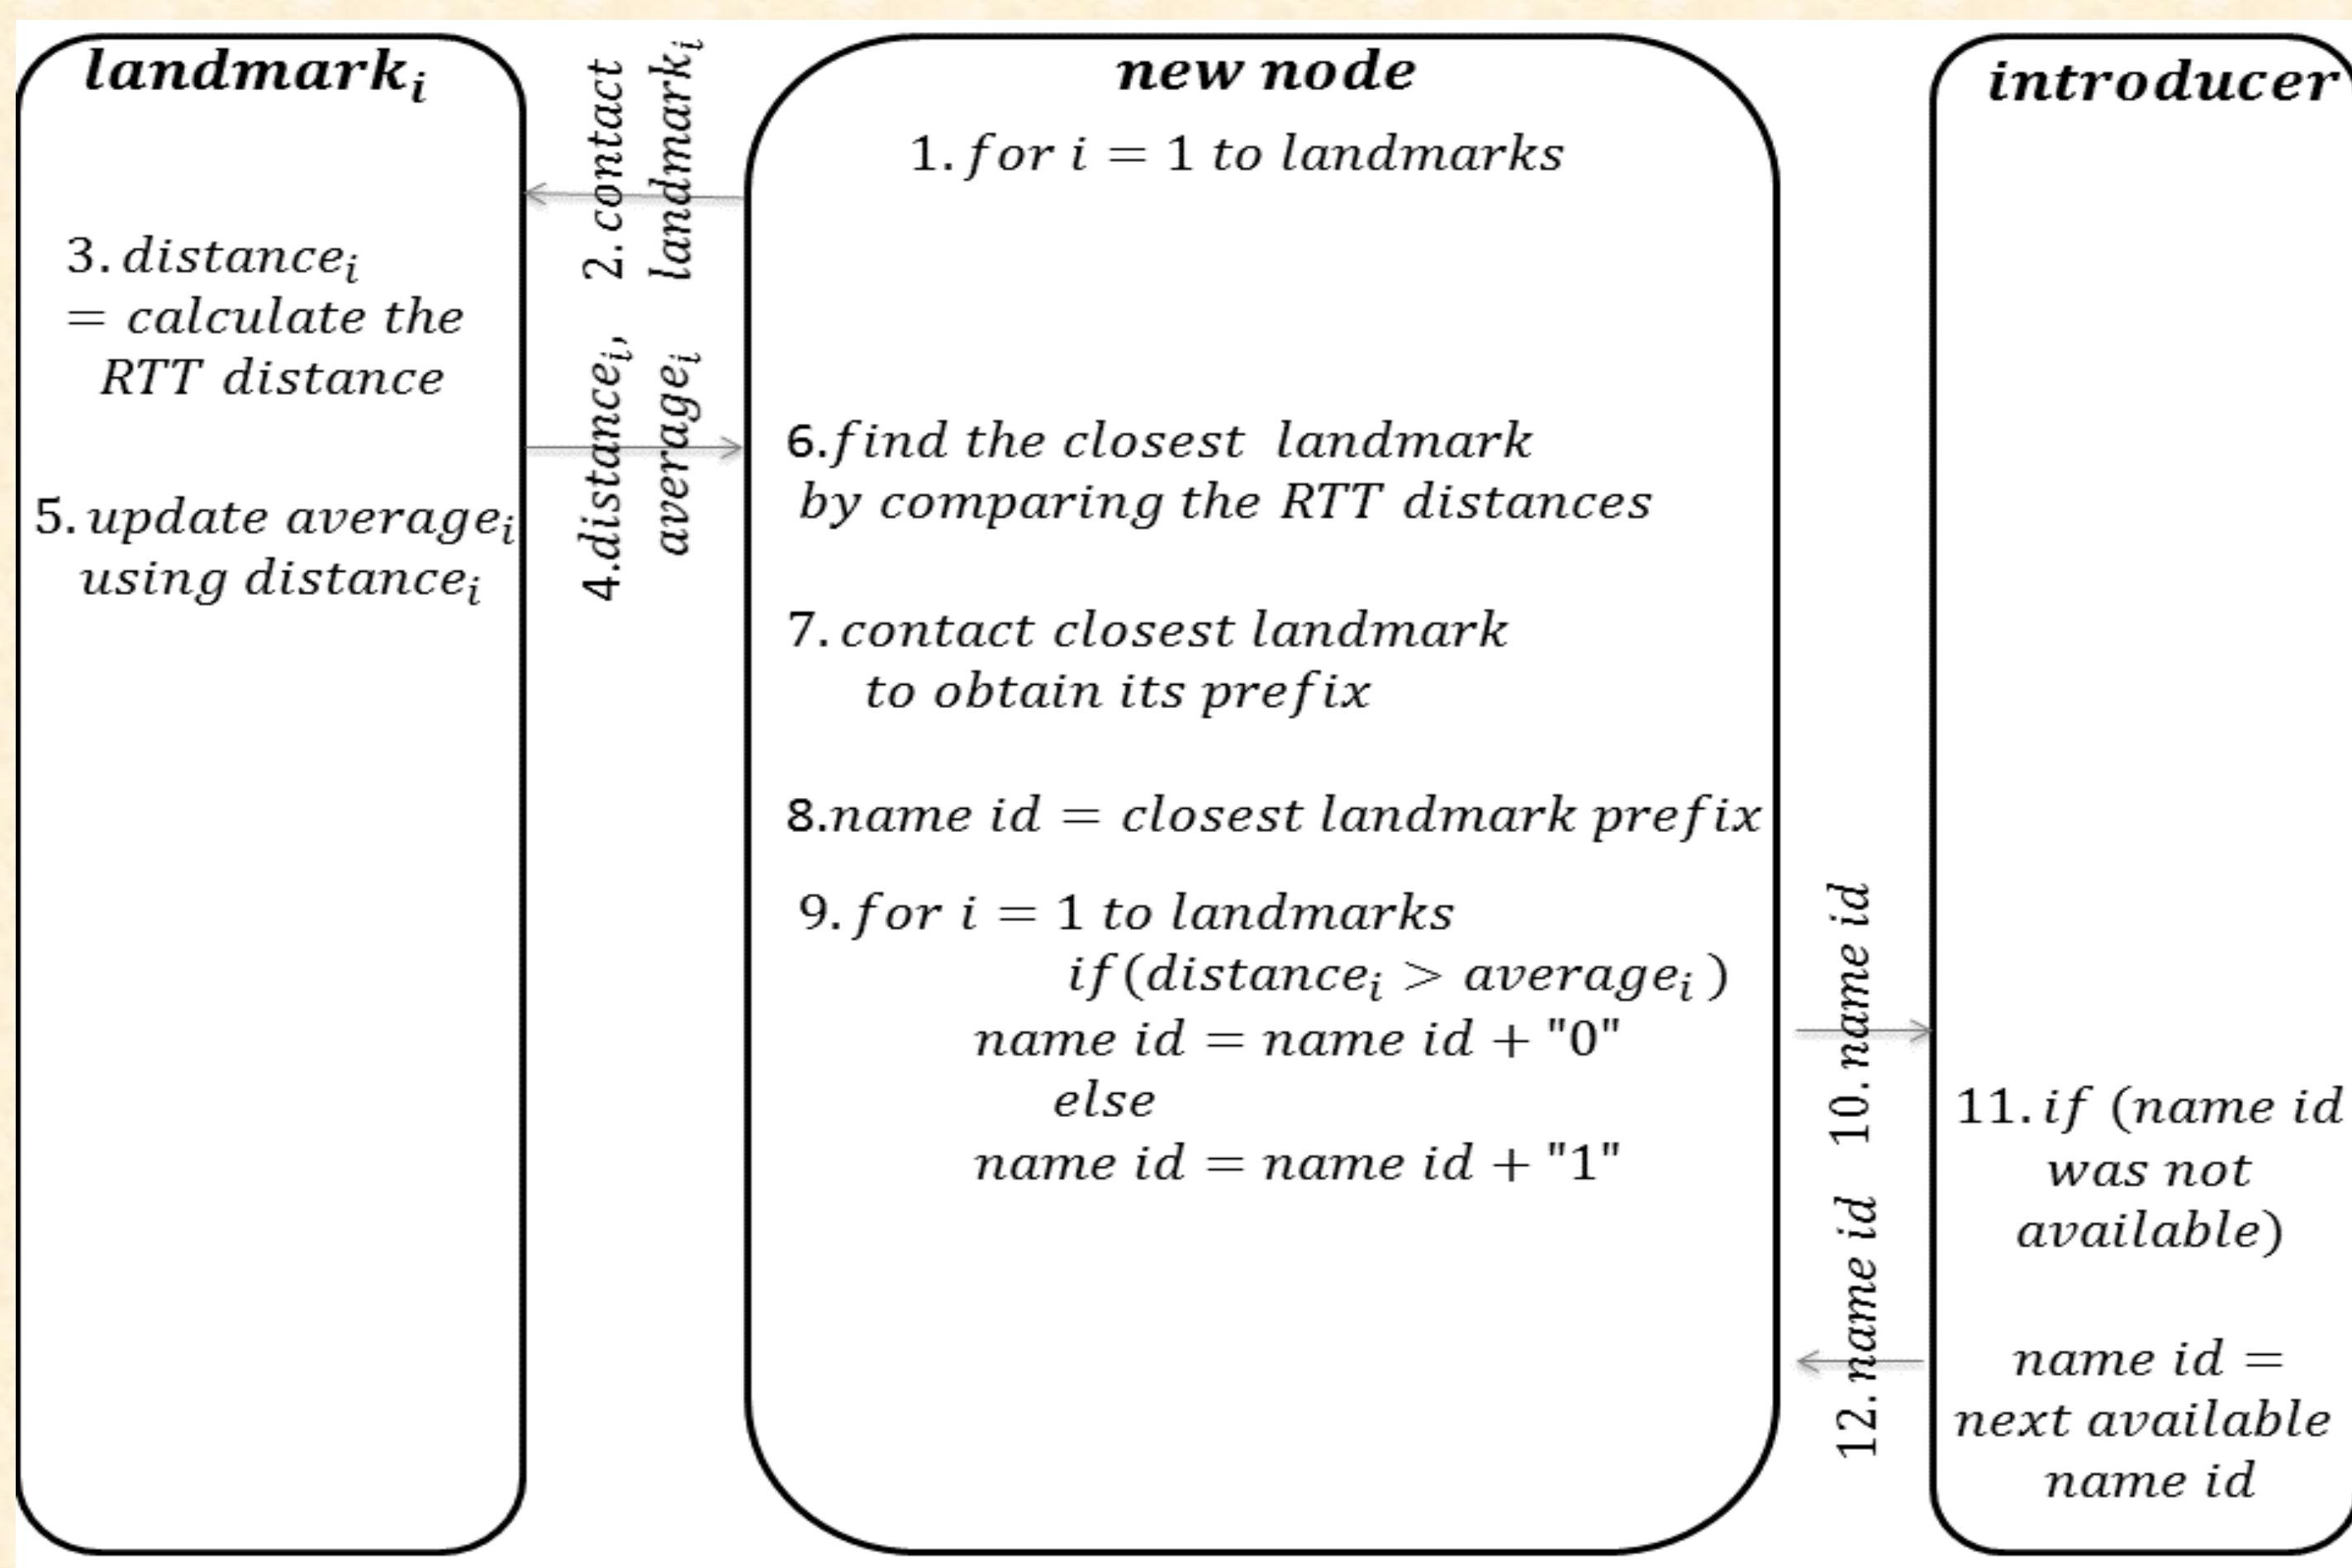 landmarkᵢ
3. distanceᵢ
= calculate the
RTT distance
5. update averageᵢ
using distanceᵢ
2. contact
landmarkᵢ
4.distanceᵢ,
averageᵢ
new node
1. for i = 1 to landmarks
6.find the closest landmark
by comparing the RTT distances
7. contact closest landmark
to obtain its prefix
8.name id = closest landmark prefix
9. for i = 1 to landmarks
if(distanceᵢ > averageᵢ )
name id = name id + "0"
else
name id = name id + "1"
10. name id
12. name id
introducer
11. if (name id
was not
available)
name id =
next available
name id